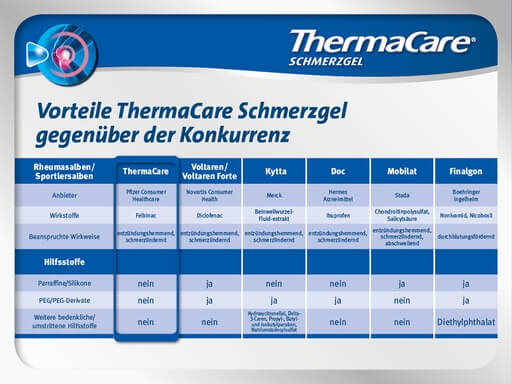 ThermaCare®
SCHMERZGEL
Vorteile ThermaCare Schmerzgel
gegenüber der Konkurrenz
Rheumasalben/ Sportlersalben ThermaCare Voltaren/ Voltaren Forte Kytta Doc Mobilat Finalgon
Anbieter Pfizer Consumer Healthcare Novartis Consumer Health Merck Hermes Arzneimittel Stada Boehringer Ingelheim
Wirkstoffe Felbinac Diclofenac Beinwellwurzel-Fluid-extrakt Ibuprofen Chondroitinpolysulfat, Salicylsäure Nonivamid, Nicoboxil
Beanspruchte Wirkweise entzündungshemmend, schmerzlindernd entzündungshemmend, schmerzlindernd entzündungshemmend, schmerzlindernd entzündungshemmend, schmerzlindernd entzündungshemmend, schmerzlindernd, abschwellend durchblutungsfördernd
Hilfsstoffe
Paraffine/Silikone nein ja nein nein ja ja
PEG/PEG-Derivate nein ja ja ja nein ja
Weitere bedenkliche/ umstrittene Hilfsstoffe nein nein Hydroxycitronellal, Delta-3-Caren, Propyl-, Butyl- und Isobutylparaben, nein nein Diethylphthalat